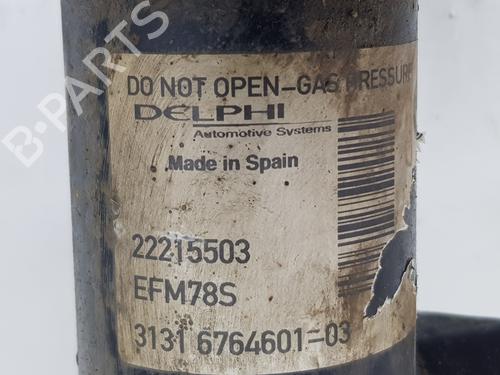 DO NOT OPEN-GAS PRESSURE
DELPHI
Automotive Systems
Made in Spain
22215503
EFM78S
3131 6764601-03
B-PARTS